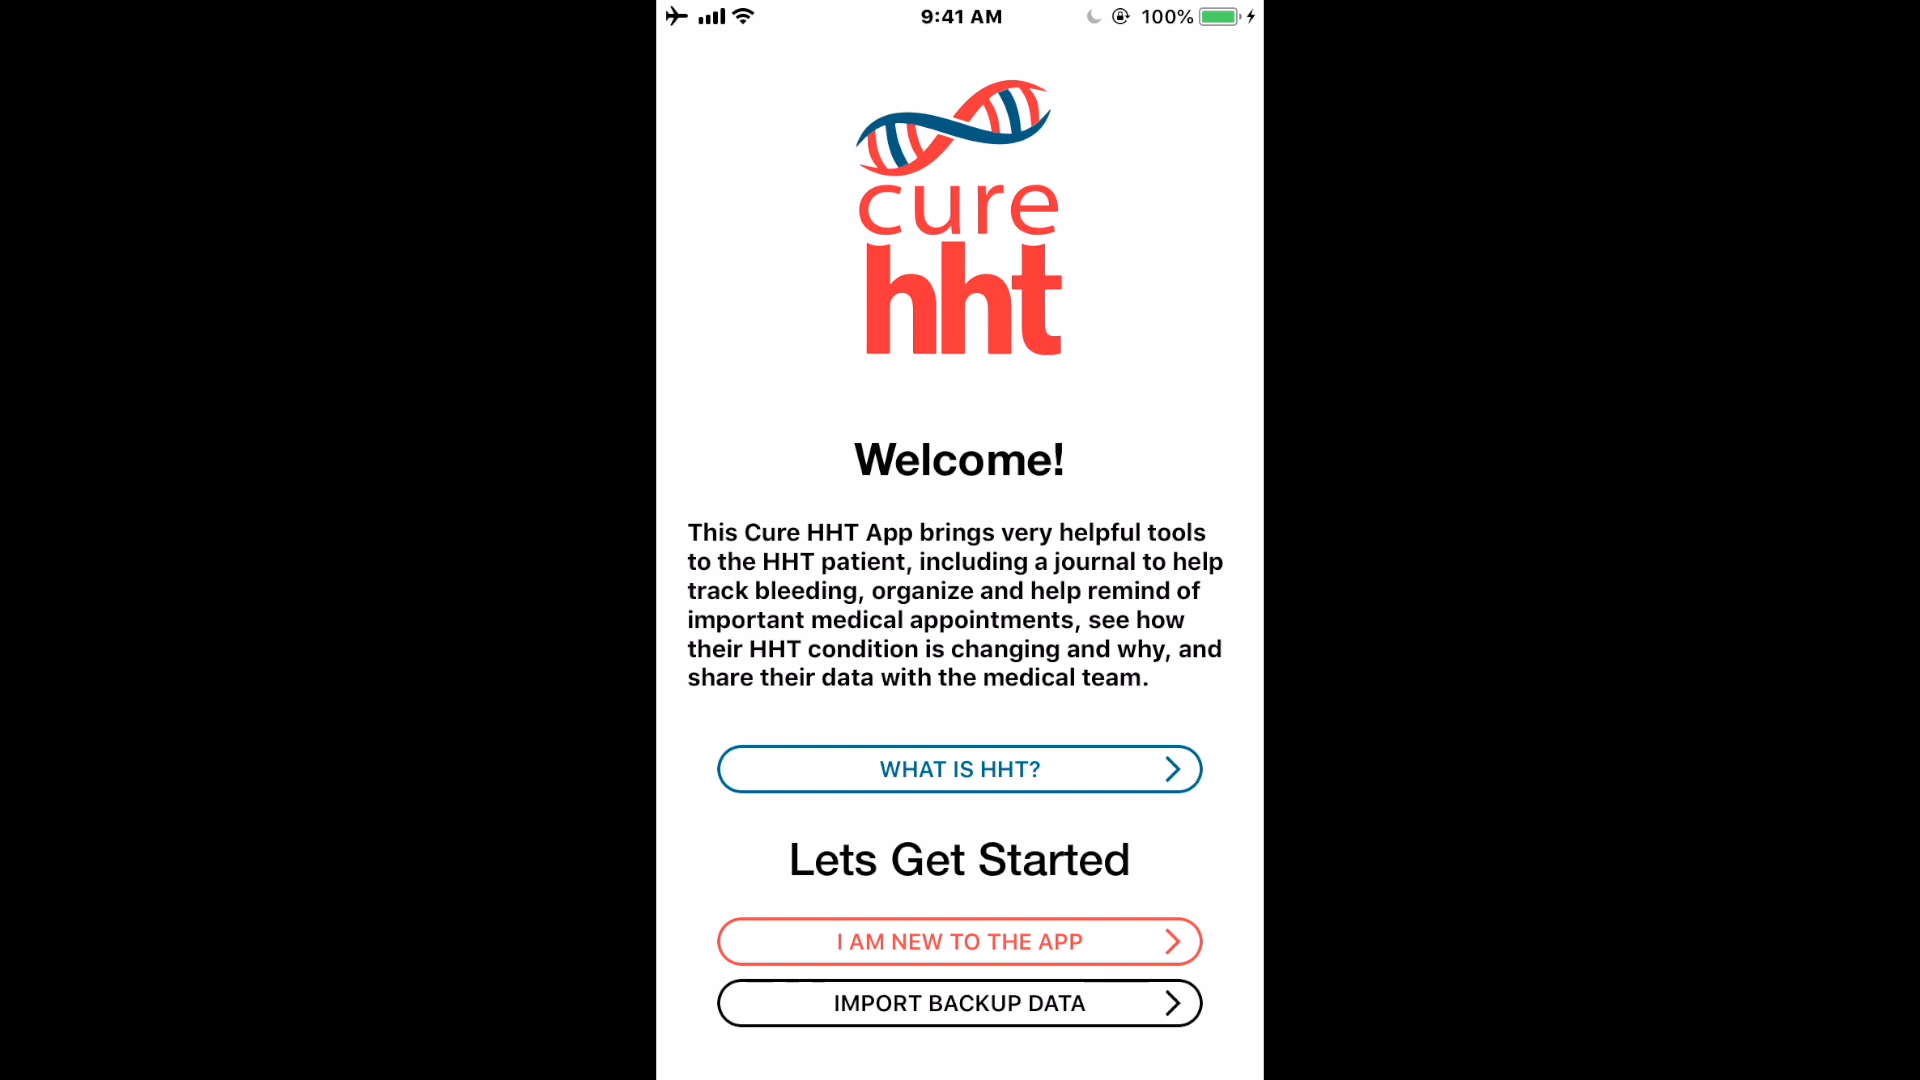 9:41 AM
100%
cure
hht
Welcome!
This Cure HHT App brings very helpful tools
to the HHT patient, including a journal to help
track bleeding, organize and help remind of
important medical appointments, see how
their HHT condition is changing and why, and
share their data with the medical team.
WHAT IS HHT?
Lets Get Started
I AM NEW TO THE APP
IMPORT BACKUP DATA